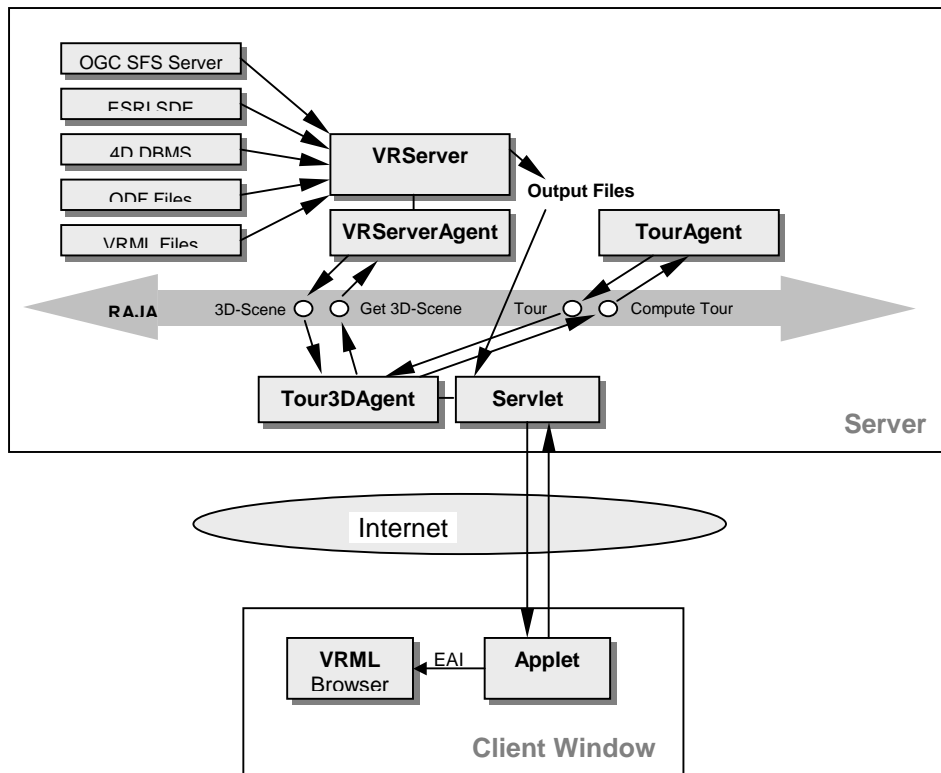 OGC SFS Server
ESRI SDE
4D DBMS
ODF Files
VRML Files
VRServer
Output Files
VRServerAgent
TourAgent
RAJA
3D-Scene
Get 3D-Scene
Tour
Compute Tour
Tour3DAgent
Servlet
Server
Internet
VRML
Browser
EAI
Applet
Client Window